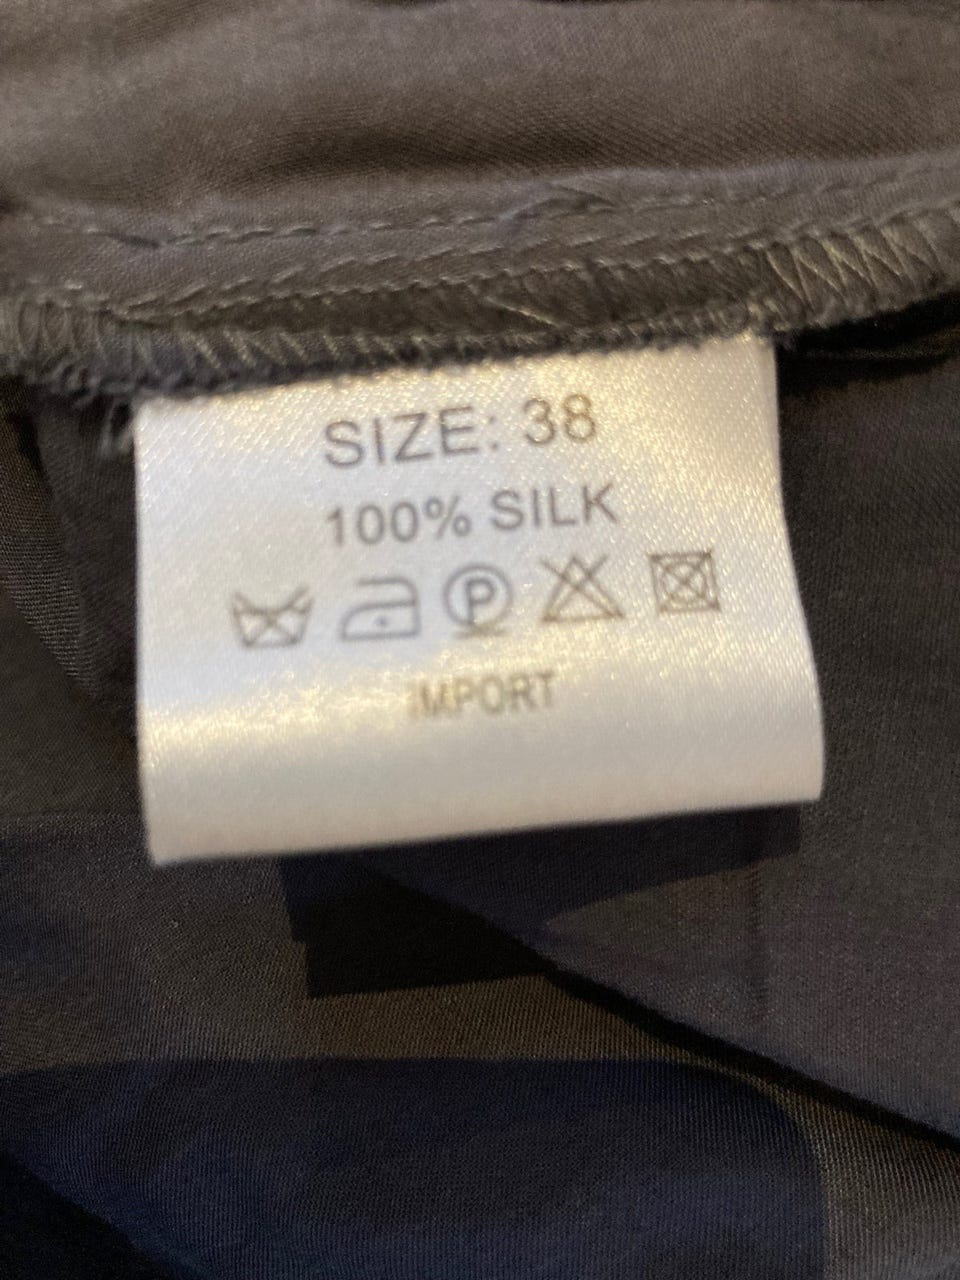 SIZE: 38
100% SILK
P
IMPORT